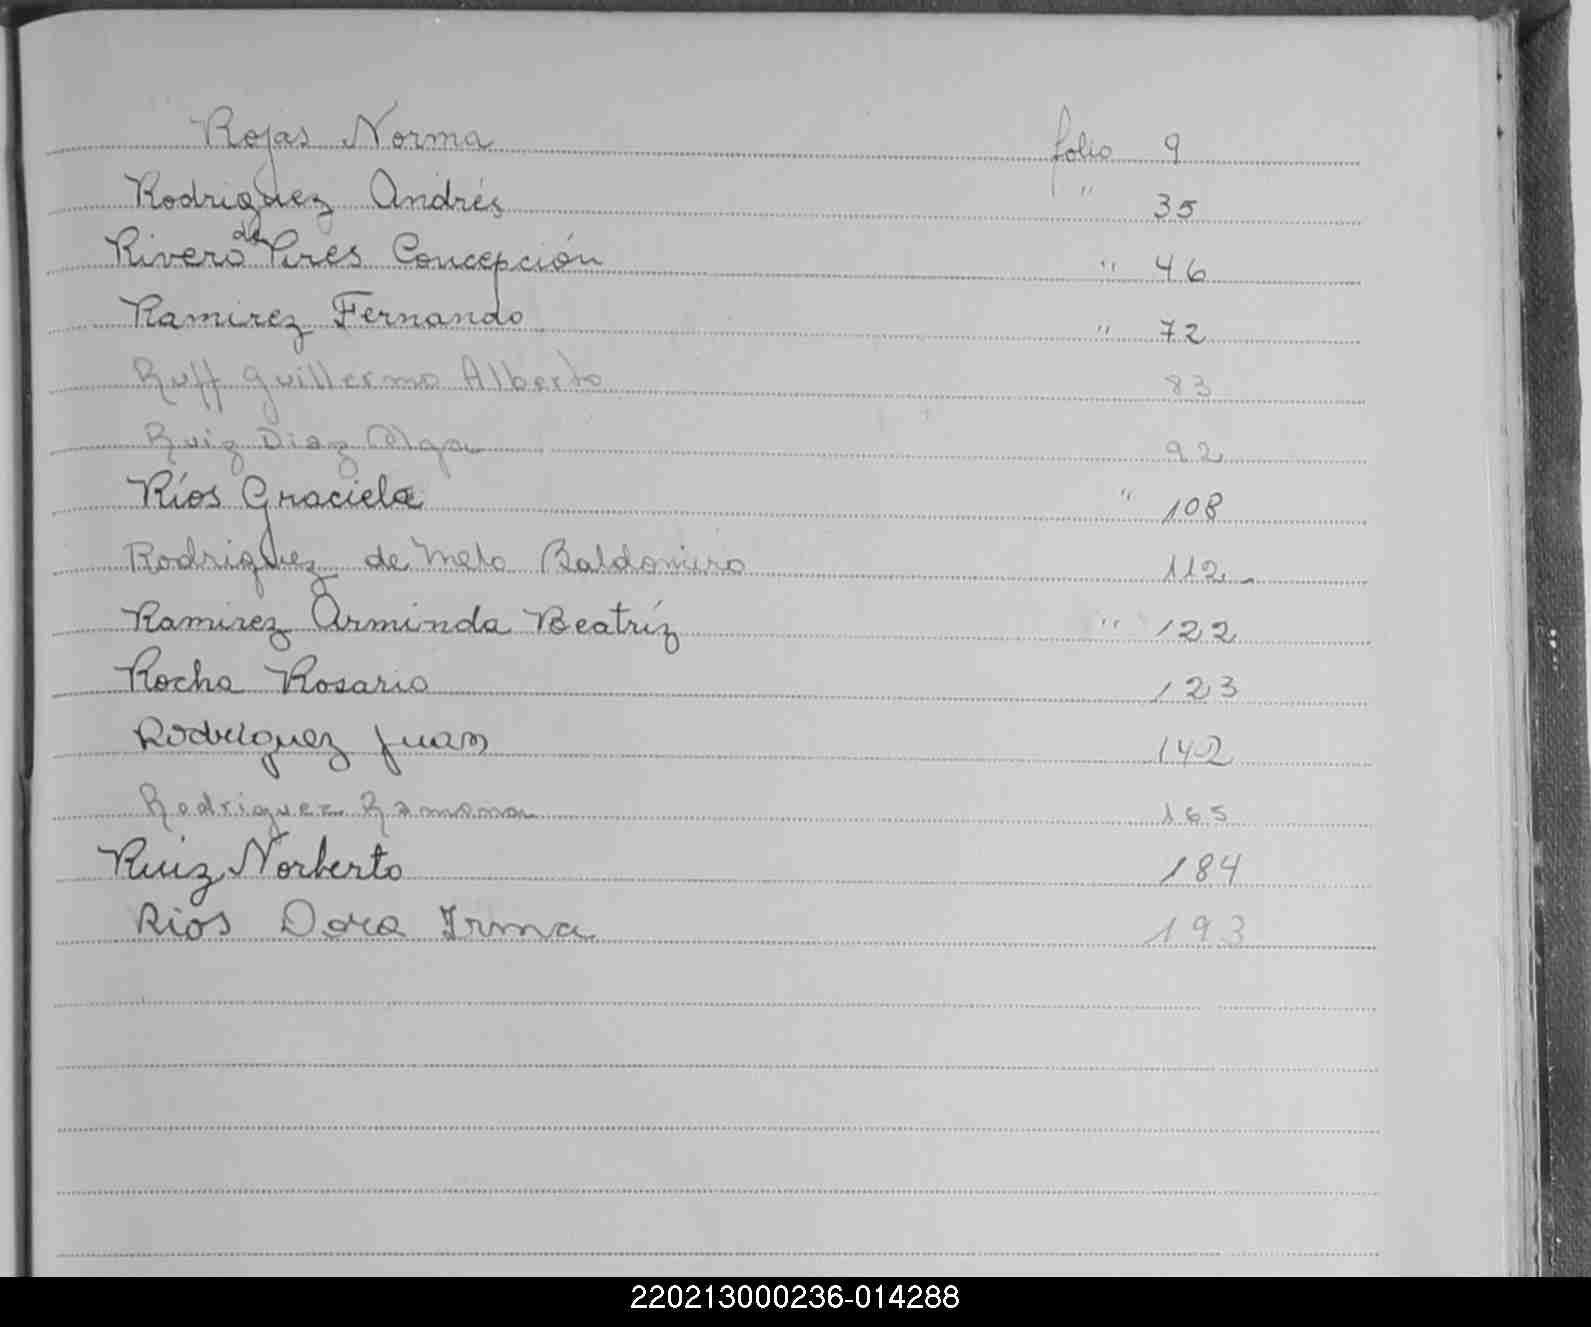 Rojas Norma folio 9
Rodriguez Andrés " 35
Rivero de Pires Concepción " 46
Ramirez Fernando " 72
Ruff Guillermo Alberto 83
Ruiz Diaz Olga 92
Ríos Graciela " 108
Rodriguez de Melo Baldomiro 112
Ramirez Arminda Beatríz " 122
Rocha Rosario 123
Rodriguez Juan 142
Rodriguez Ramona 165
Ruiz Norberto 184
Rios Dora Irma 193
220213000236-014288